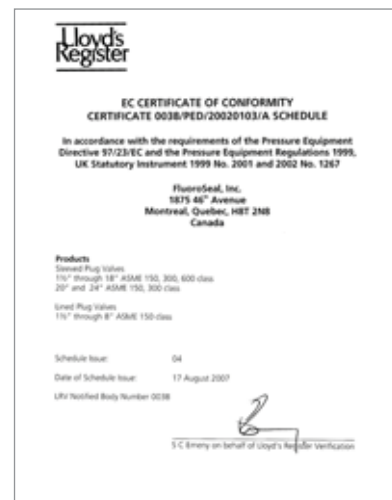 Lloyd's
Register
EC CERTIFICATE OF CONFORMITY
CERTIFICATE 0038/PED/20020103/A SCHEDULE
In accordance with the requirements of the Pressure Equipment
Directive 97/23/EC and the Pressure Equipment Regulations 1999,
UK Statutory Instrument 1999 No. 2001 and 2002 No. 1267
FluoroSeal, Inc.
1875 46th Avenue
Montreal, Quebec, H8T 2N8
Canada
Products
Sleeved Plug Valves
1½" through 18" ASME 150, 300, 600 class
20" and 24" ASME 150, 300 class
Lined Plug Valves
1½" through 8" ASME 150 class
Schedule Issue: 04
Date of Schedule Issue: 17 August 2007
LRV Notified Body Number 0038
S C Emeny on behalf of Lloyd's Register Verification